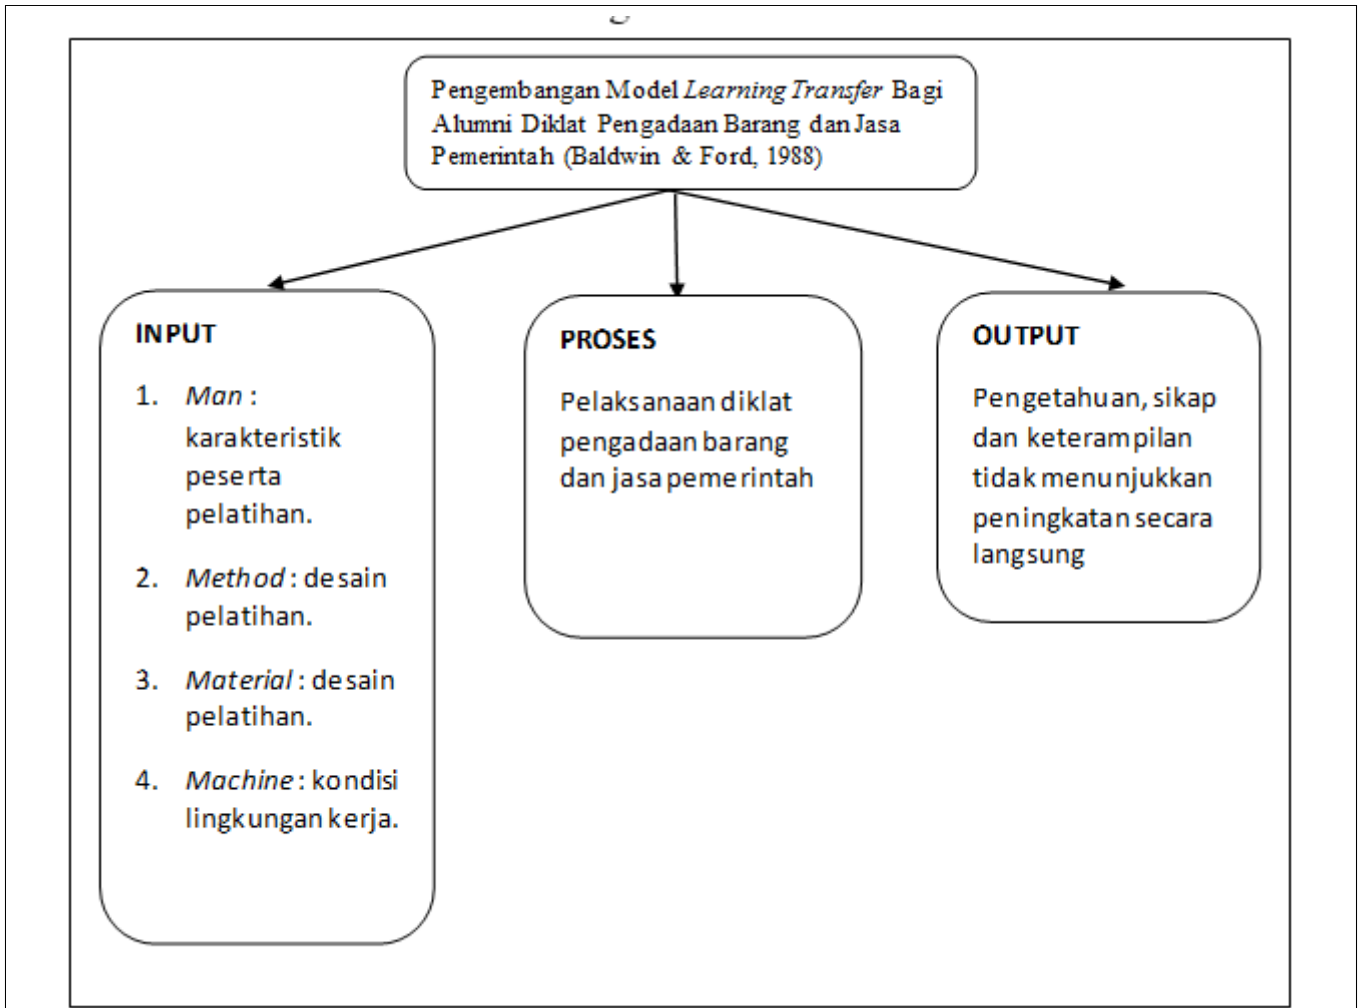 Pengembangan Model Learning Transfer Bagi
Alumni Diklat Pengadaan Barang dan Jasa
Pemerintah (Baldwin & Ford, 1988)
INPUT
1. Man :
karakteristik
peserta
pelatihan.
2. Method : desain
pelatihan.
3. Material : desain
pelatihan.
4. Machine : kondisi
lingkungan kerja.
PROSES
Pelaksanaan diklat
pengadaan barang
dan jasa pemerintah
OUTPUT
Pengetahuan, sikap
dan keterampilan
tidak menunjukkan
peningkatan secara
langsung